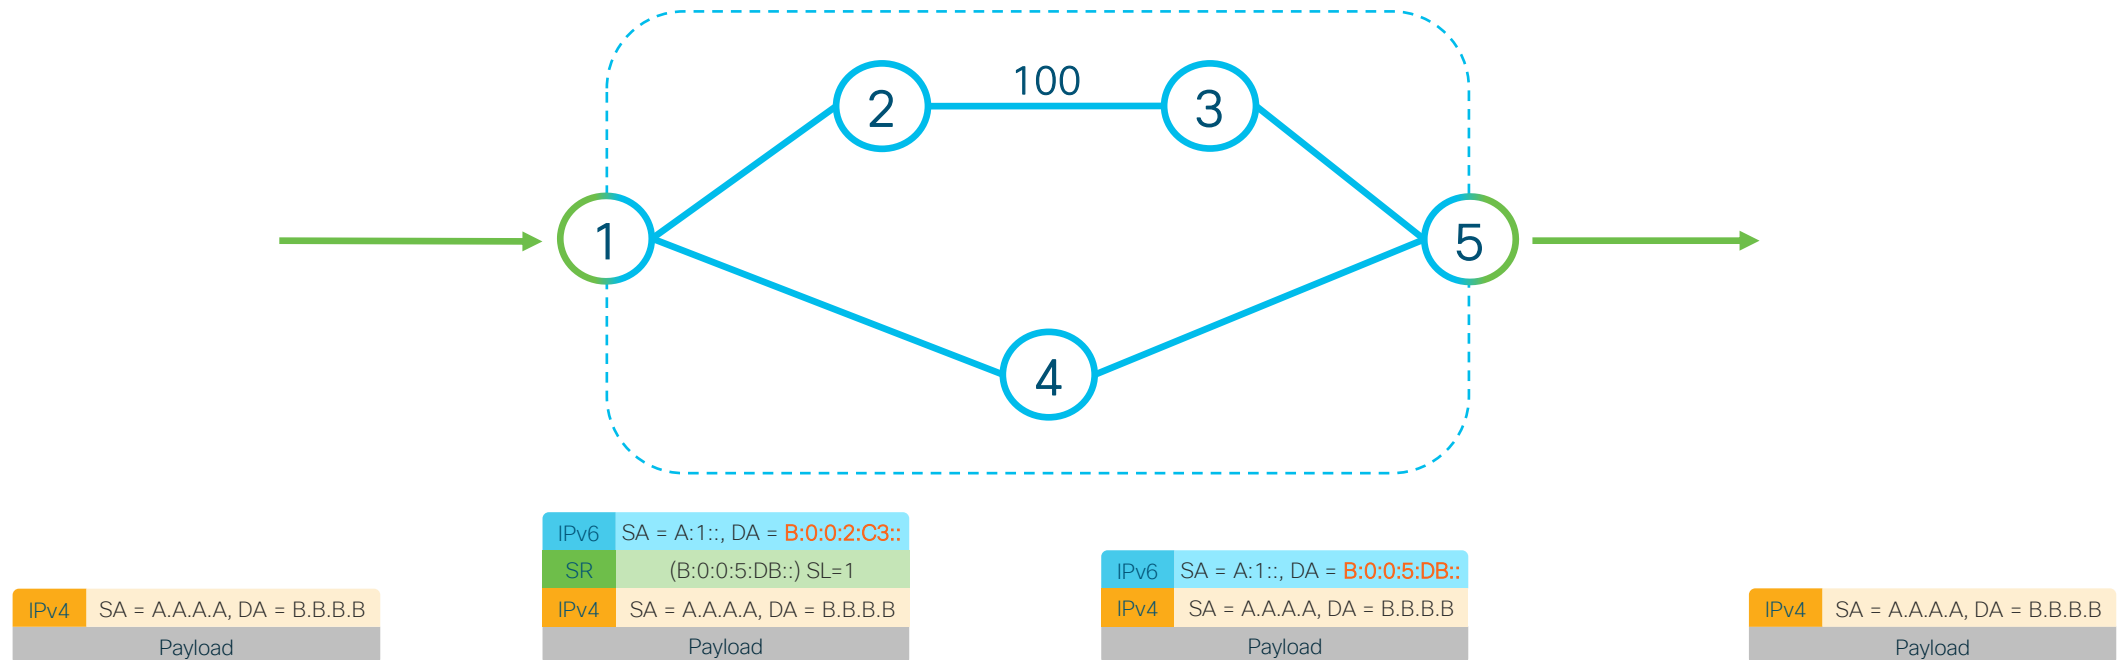 100
2
3
1
5
4
IPv6 SA = A:1::, DA = B:0:0:2:C3::
SR (B:0:0:5:DB::) SL=1
IPv4 SA = A.A.A.A, DA = B.B.B.B
Payload
IPv6 SA = A:1::, DA = B:0:0:5:DB::
IPv4 SA = A.A.A.A, DA = B.B.B.B
Payload
IPv4 SA = A.A.A.A, DA = B.B.B.B
Payload
IPv4 SA = A.A.A.A, DA = B.B.B.B
Payload